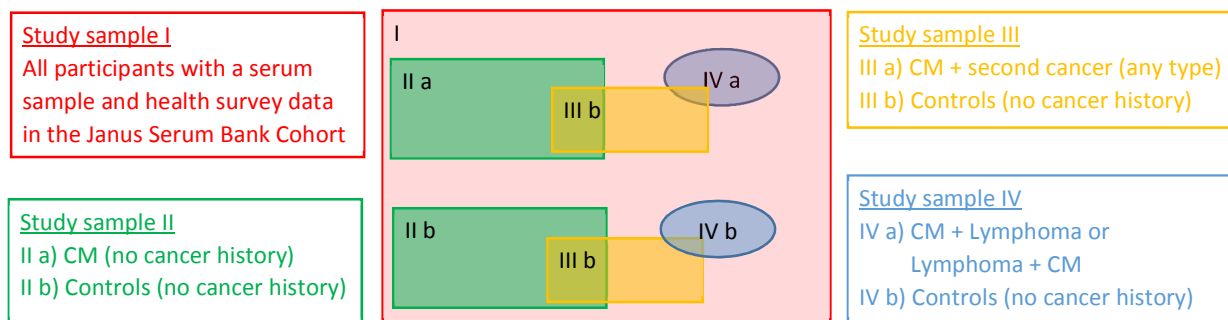 Study sample I
All participants with a serum
sample and health survey data
in the Janus Serum Bank Cohort
Study sample II
II a) CM (no cancer history)
II b) Controls (no cancer history)
I
II a
III b
IV a
II b
III b
IV b
Study sample III
III a) CM + second cancer (any type)
III b) Controls (no cancer history)
Study sample IV
IV a) CM + Lymphoma or
Lymphoma + CM
IV b) Controls (no cancer history)